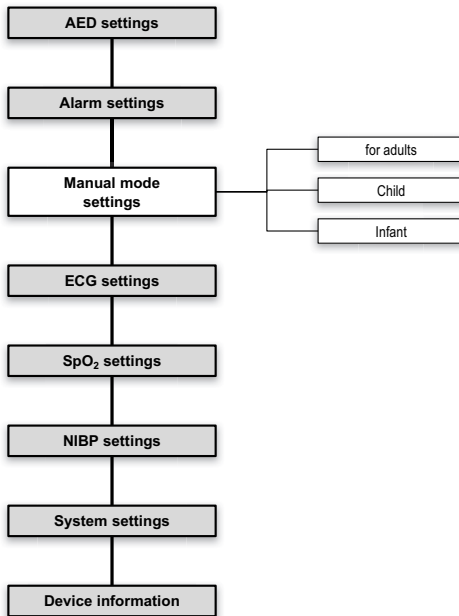 AED settings
Alarm settings
Manual mode
settings
for adults
Child
Infant
ECG settings
SpO₂ settings
NIBP settings
System settings
Device information